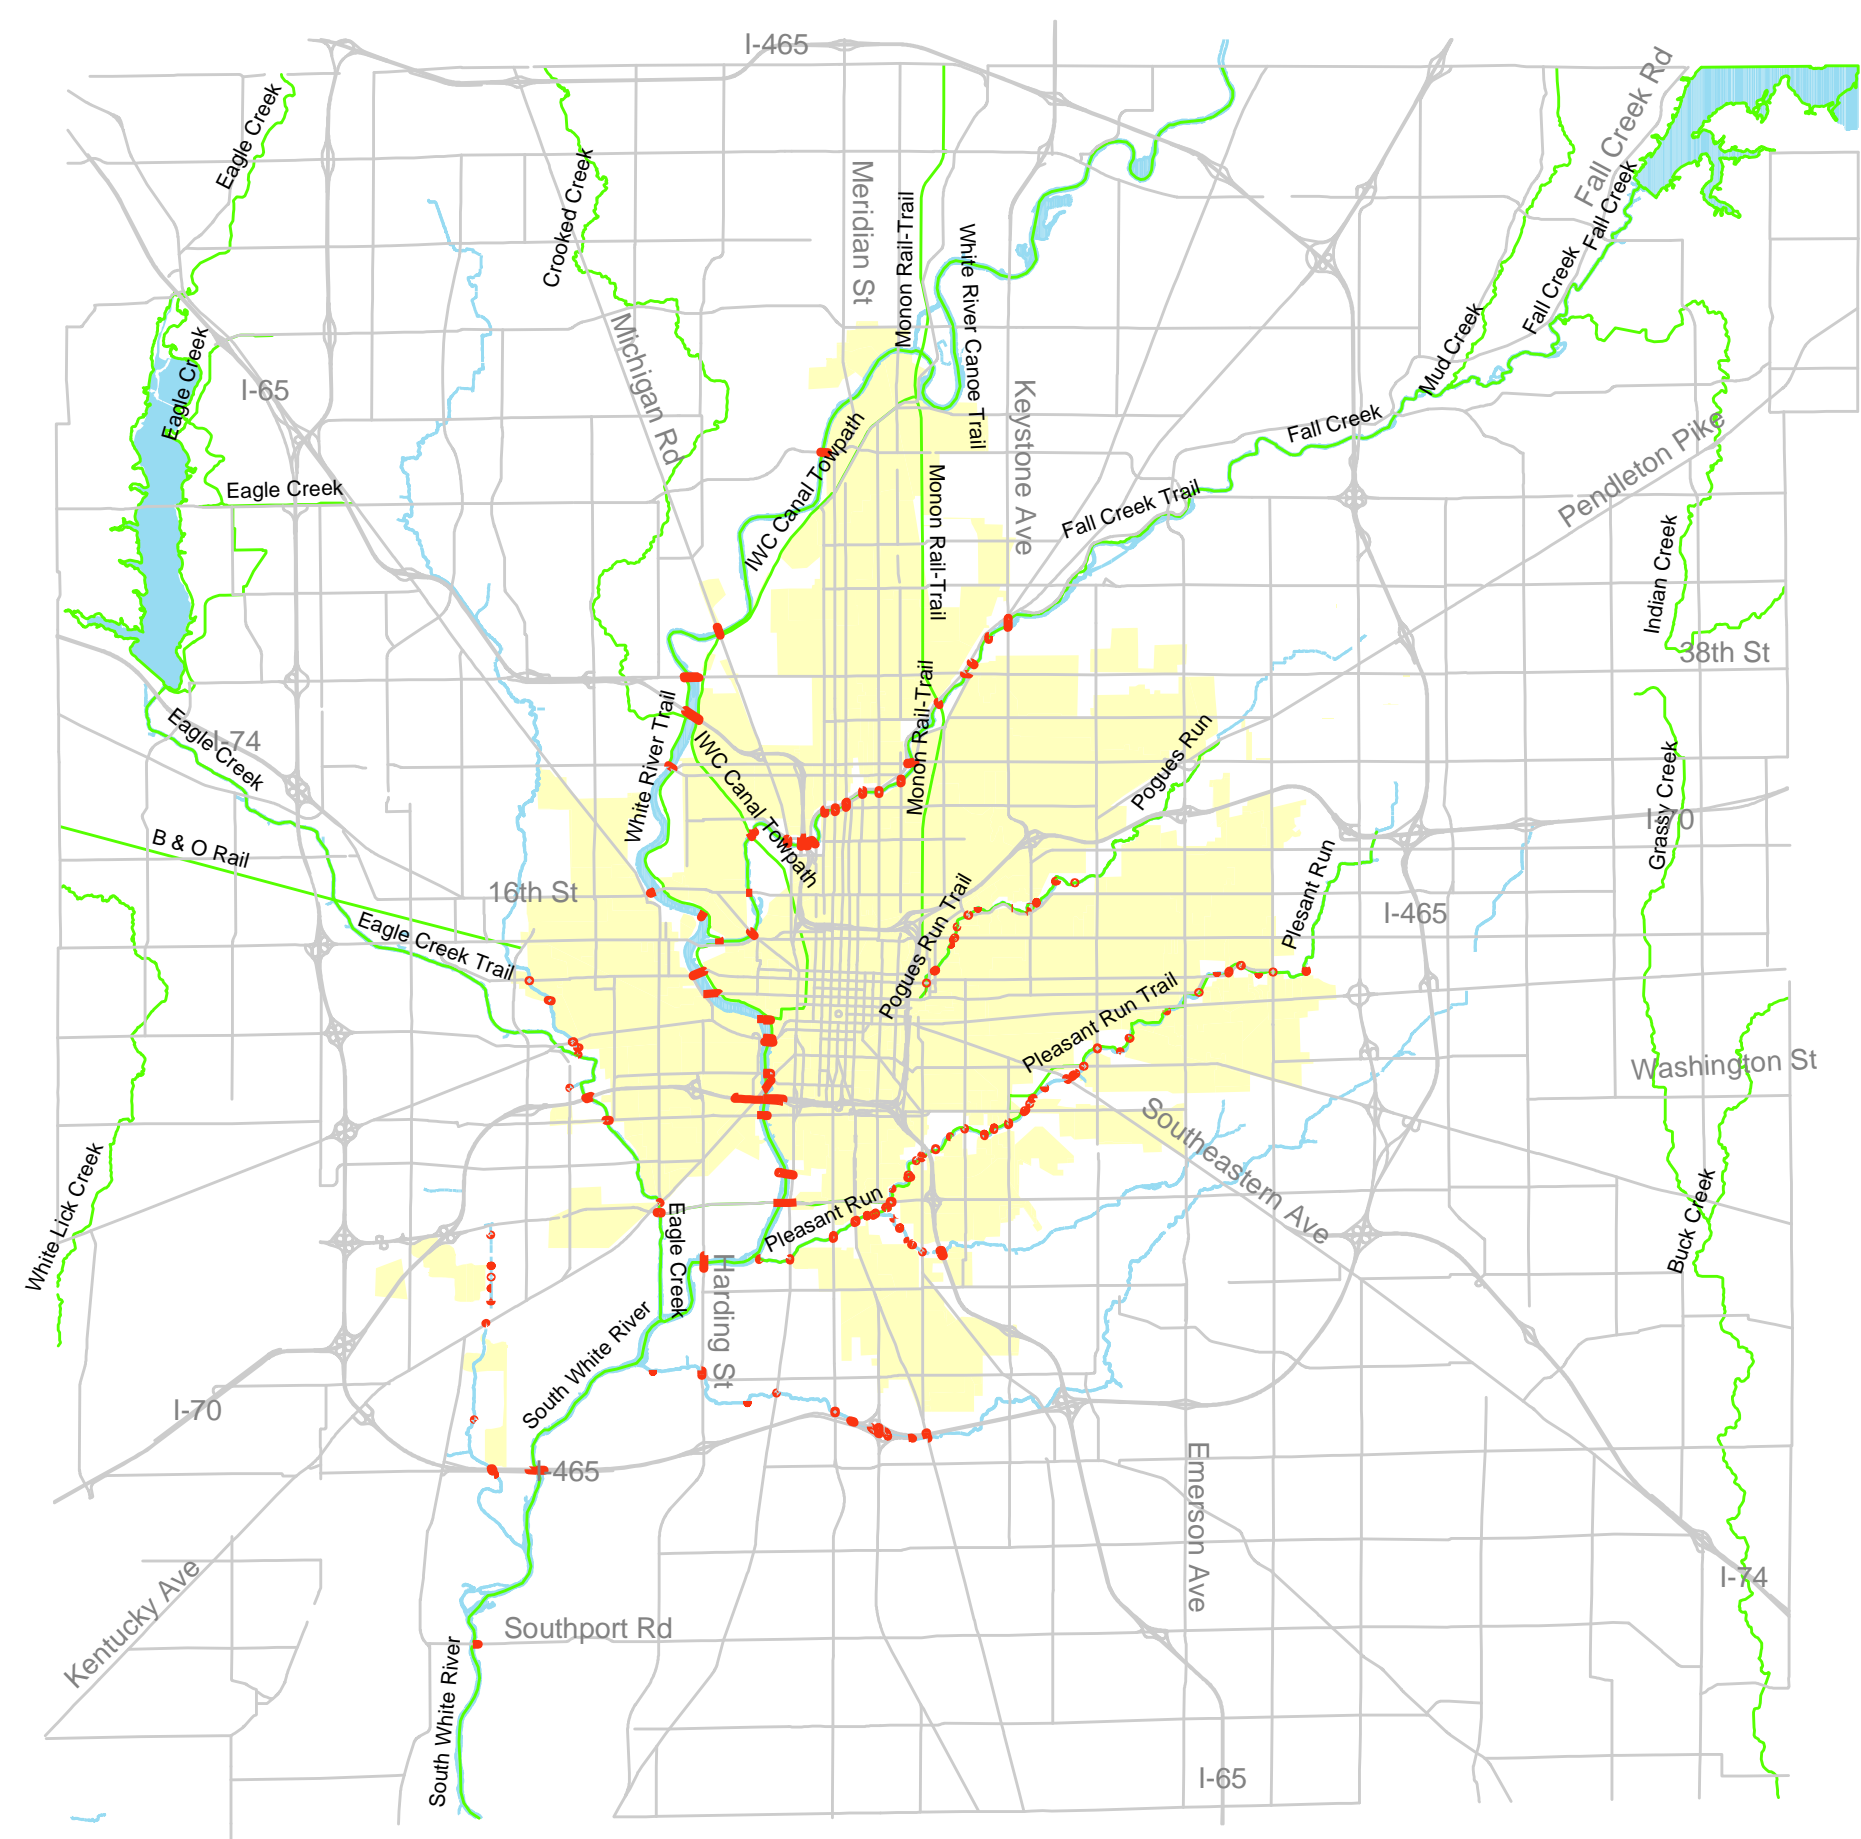 I-465
Fall Creek Rd
Eagle Creek
Crooked Creek
Meridian St
Monon Rail-Trail
White River Canoe Trail
Fall Creek
Fall Creek
Mud Creek
Eagle Creek
I-65
Michigan Rd
Keystone Ave
Fall Creek
Pendleton Pike
IWC Canal Towpath
Eagle Creek
Monon Rail-Trail
Fall Creek Trail
Indian Creek
38th St
Eagle Creek
I-74
White River Trail
IWC Canal Towpath
Monon Rail-Trail
Pogues Run
Grassy Creek
I-70
B & O Rail
16th St
Plesant Run
I-465
Eagle Creek Trail
Pogues Run Trail
Pleasant Run Trail
Washington St
White Lick Creek
Southeastern Ave
Buck Creek
Eagle Creek
Pleasant Run
Harding St
South White River
I-70
I-465
Emerson Ave
I-74
Kentucky Ave
Southport Rd
South White River
I-65